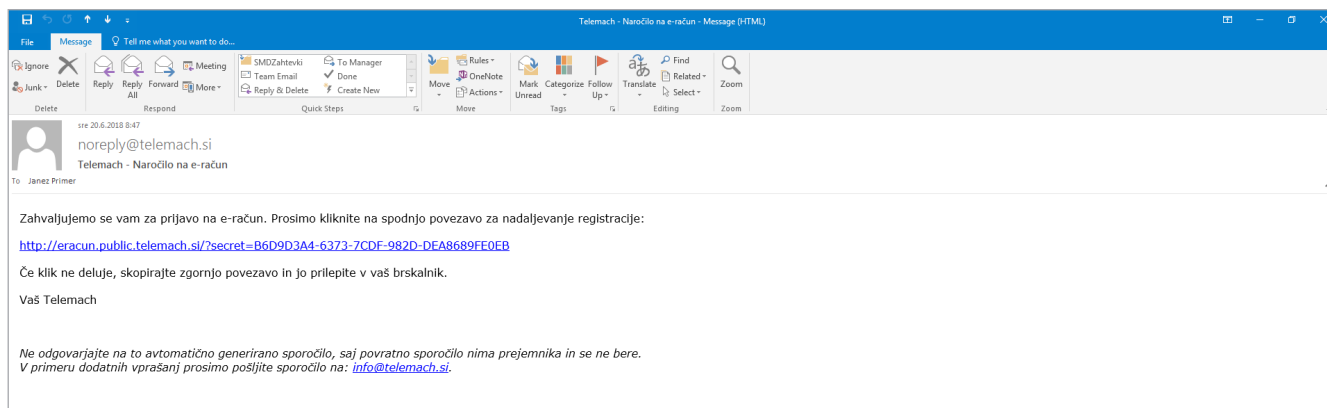 Telemach - Naročilo na e-račun - Message (HTML)
File Message Tell me what you want to do...
Ignore
Junk
Delete
Reply
Reply All
Forward
Meeting
More
SMDZahtevki
Team Email
Reply & Delete
To Manager
Done
Create New
Move
Rules
OneNote
Actions
Mark Unread
Categorize
Follow Up
Translate
Find
Related
Select
Zoom
Delete Respond Quick Steps Move Tags Editing Zoom
sre 20.6.2018 8:47
noreply@telemach.si
Telemach - Naročilo na e-račun
To Janez Primer
Zahvaljujemo se vam za prijavo na e-račun. Prosimo kliknite na spodnjo povezavo za nadaljevanje registracije:
http://eracun.public.telemach.si/?secret=B6D9D3A4-6373-7CDF-982D-DEA8689FE0EB
Če klik ne deluje, skopirajte zgornjo povezavo in jo prilepite v vaš brskalnik.
Vaš Telemach
Ne odgovarjajte na to avtomatično generirano sporočilo, saj povratno sporočilo nima prejemnika in se ne bere.
V primeru dodatnih vprašanj prosimo pošljite sporočilo na: info@telemach.si.